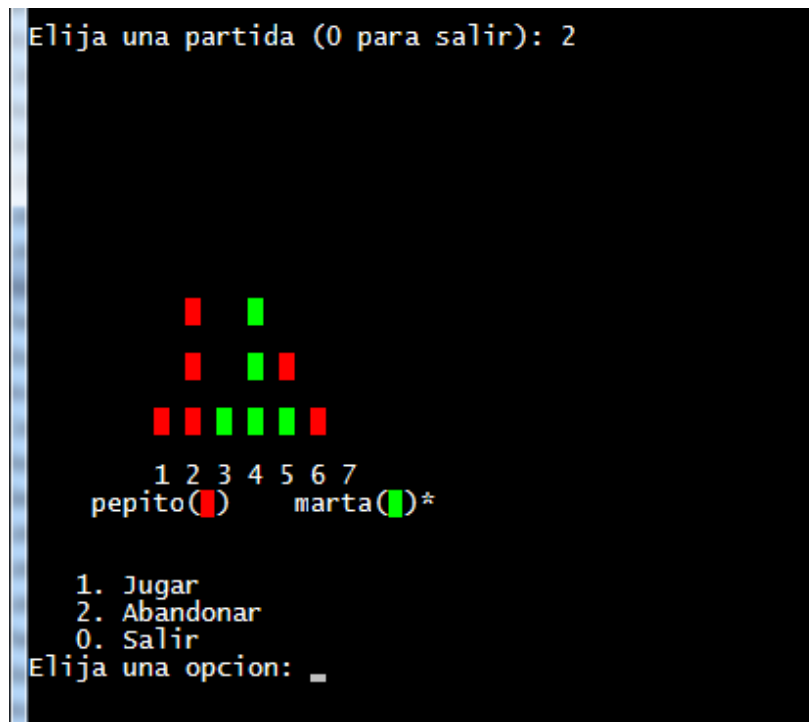 Elija una partida (0 para salir): 2
1 2 3 4 5 6 7
pepito( ) marta( )*
1. Jugar
2. Abandonar
0. Salir
Elija una opcion: _